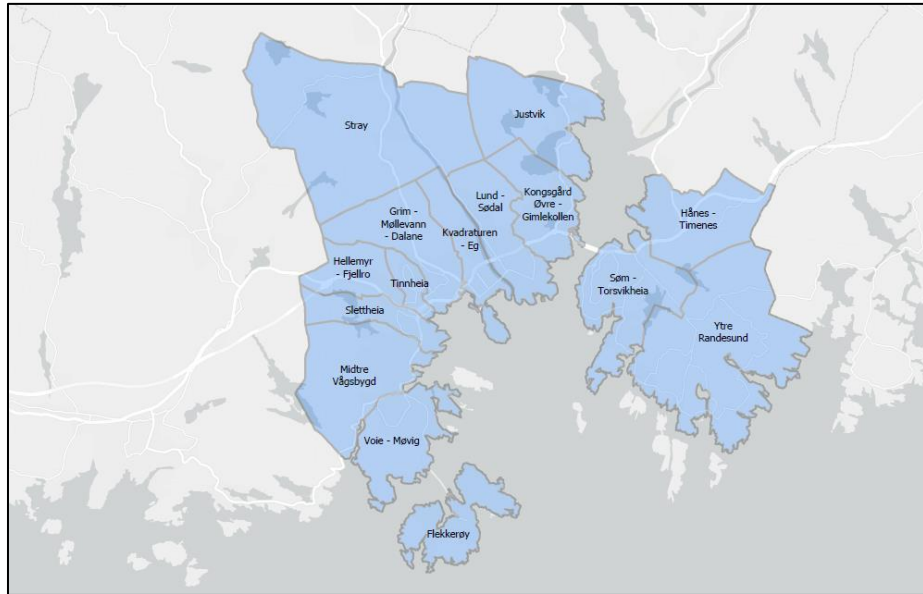 Stray
Justvik
Lund -
Sødal
Kongsgård
Øvre -
Gimlekollen
Grim -
Møllevann
- Dalane
Kvadraturen
- Eg
Hånes -
Timenes
Hellemyr
- Fjellro
Tinnheia
Søm -
Torsvikheia
Slettheia
Ytre
Randesund
Midtre
Vågsbygd
Voie - Møvig
Flekkerøy